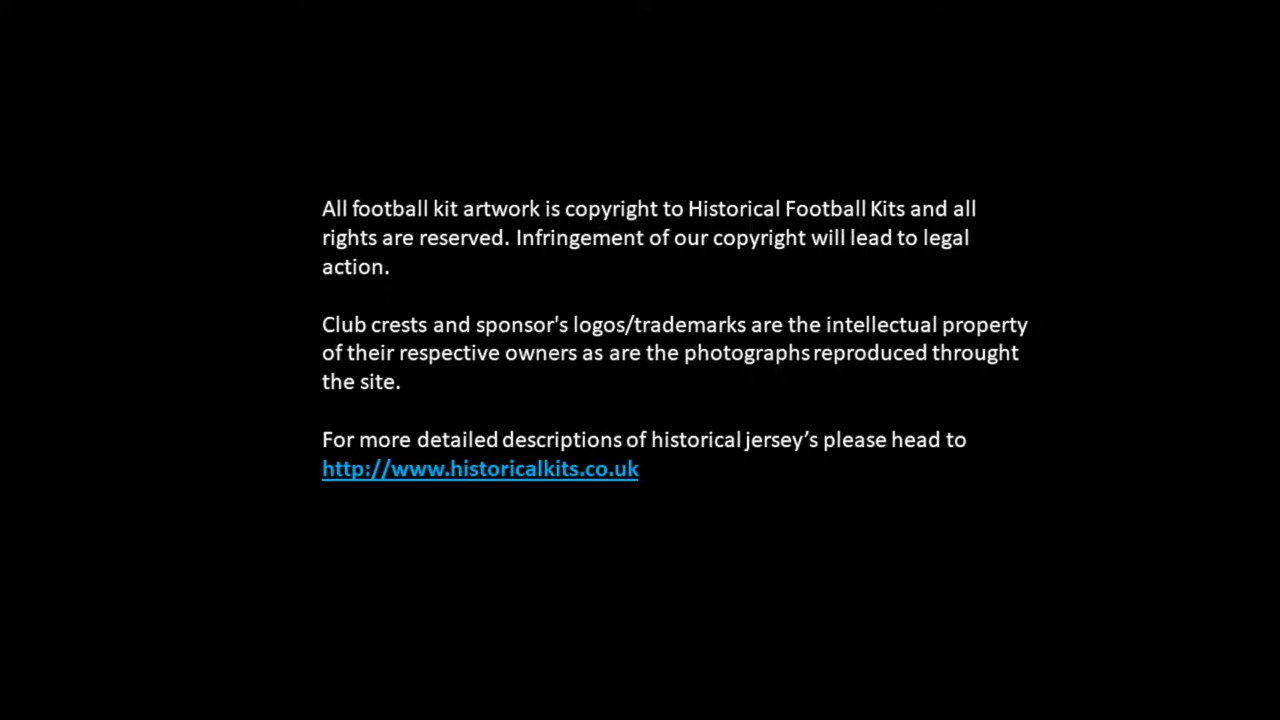 All football kit artwork is copyright to Historical Football Kits and all
rights are reserved. Infringement of our copyright will lead to legal
action.
Club crests and sponsor's logos/trademarks are the intellectual property
of their respective owners as are the photographs reproduced throught
the site.
For more detailed descriptions of historical jersey’s please head to
http://www.historicalkits.co.uk